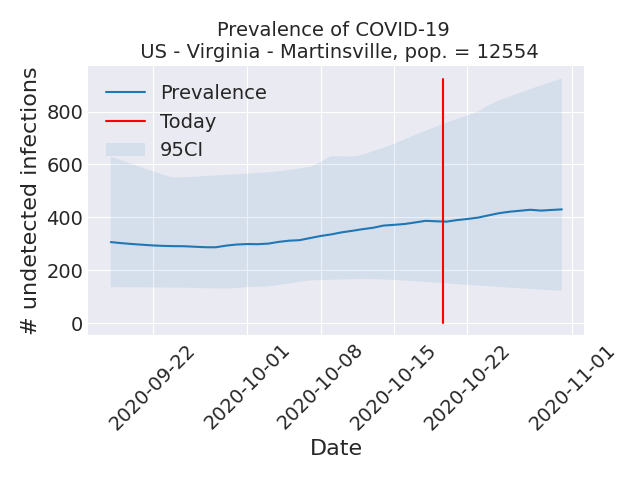 Prevalence of COVID-19
US - Virginia - Martinsville, pop. = 12554
# undetected infections
800
600
400
200
0
Prevalence
Today
95CI
2020-09-22
2020-10-01
2020-10-08
2020-10-15
2020-10-22
2020-11-01
Date